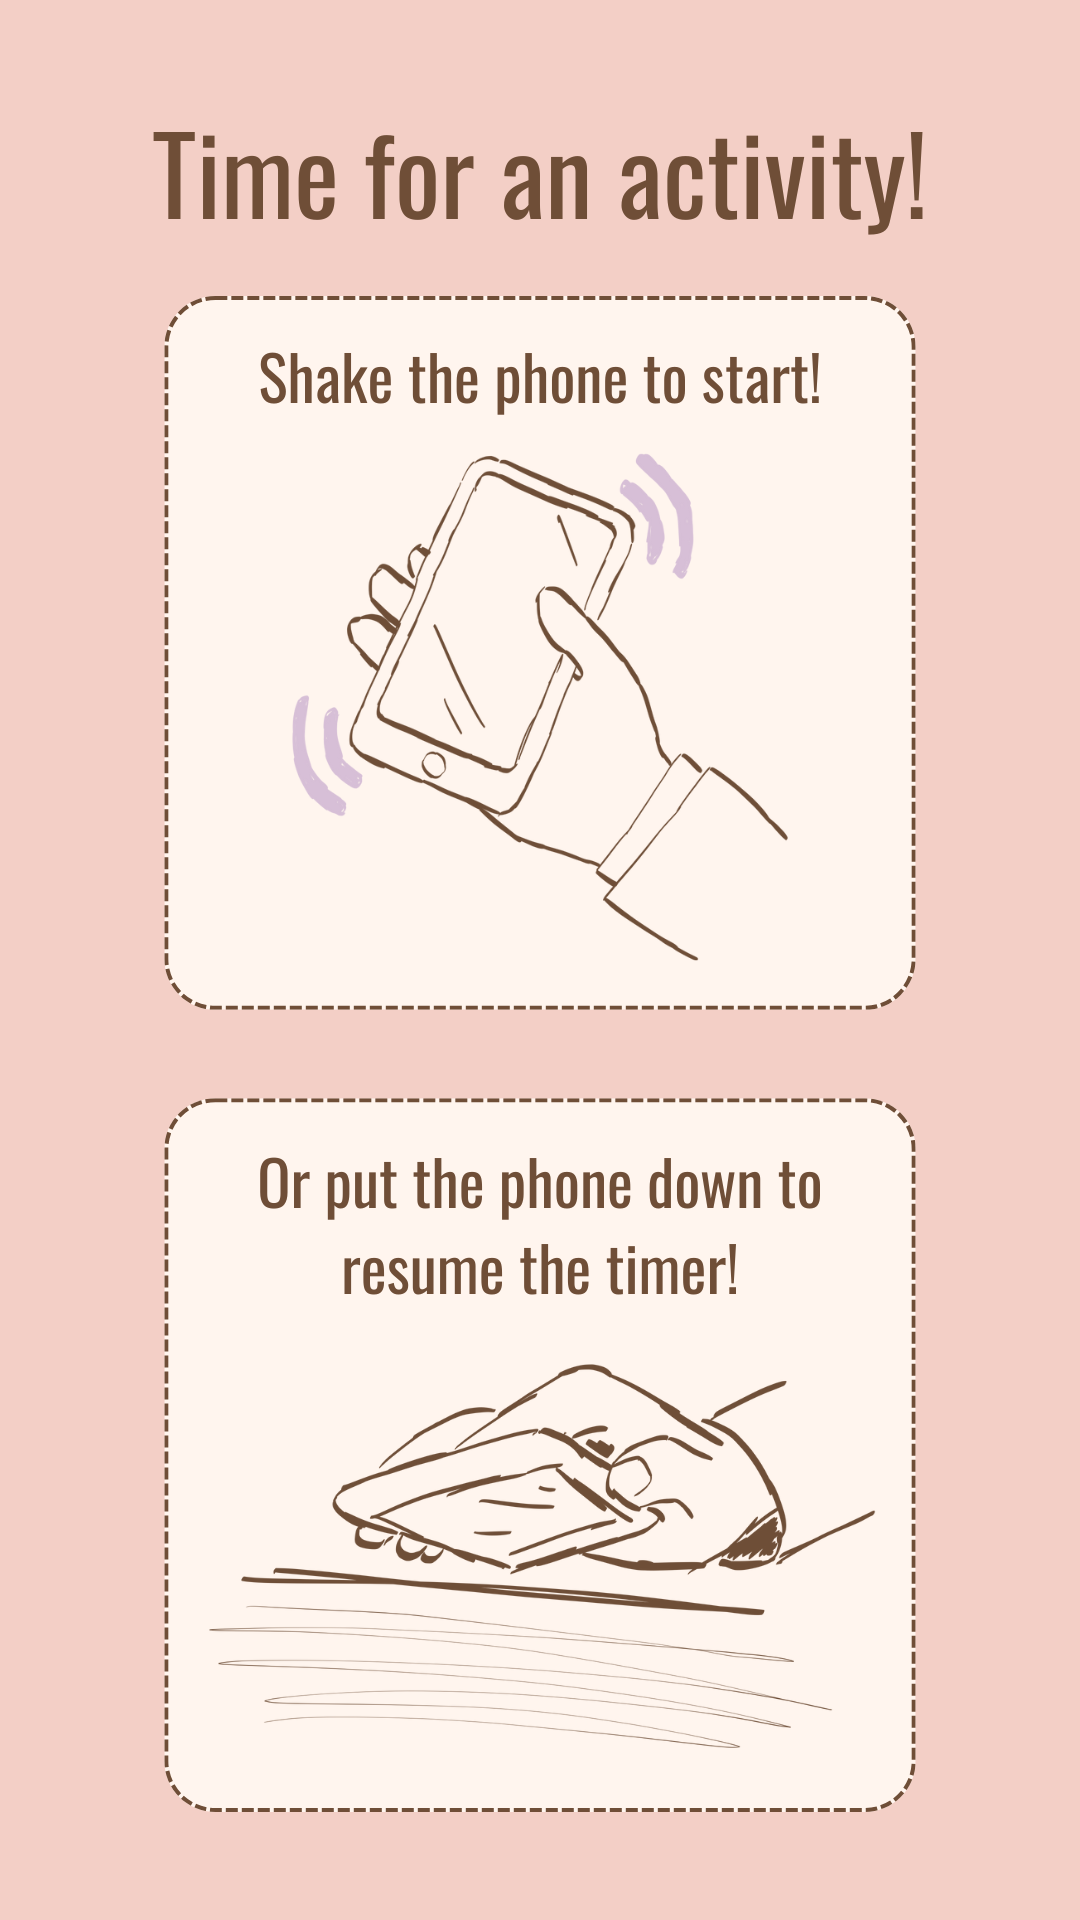 Time for an activity!
Shake the phone to start!
Or put the phone down to
resume the timer!